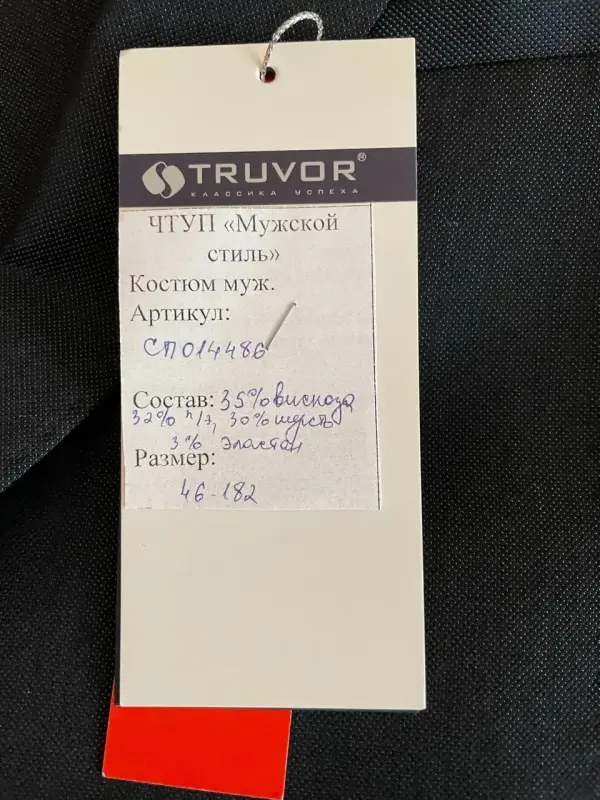 TRUVOR®
КЛАССИКА УСПЕХА
ЧТУП «Мужской
стиль»
Костюм муж.
Артикул:
СП014486
Состав: 35% вискоза
32% п/э, 30% шерсть
3% эластан
Размер:
46-182